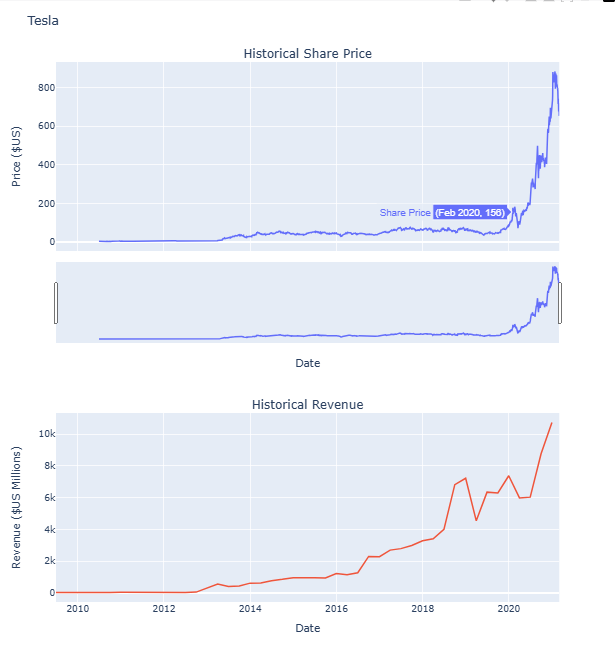 Tesla
Historical Share Price
Price ($US)
800
600
400
200
0
Share Price (Feb 2020, 156)
Date
Historical Revenue
Revenue ($US Millions)
10k
8k
6k
4k
2k
0
2010 2012 2014 2016 2018 2020
Date